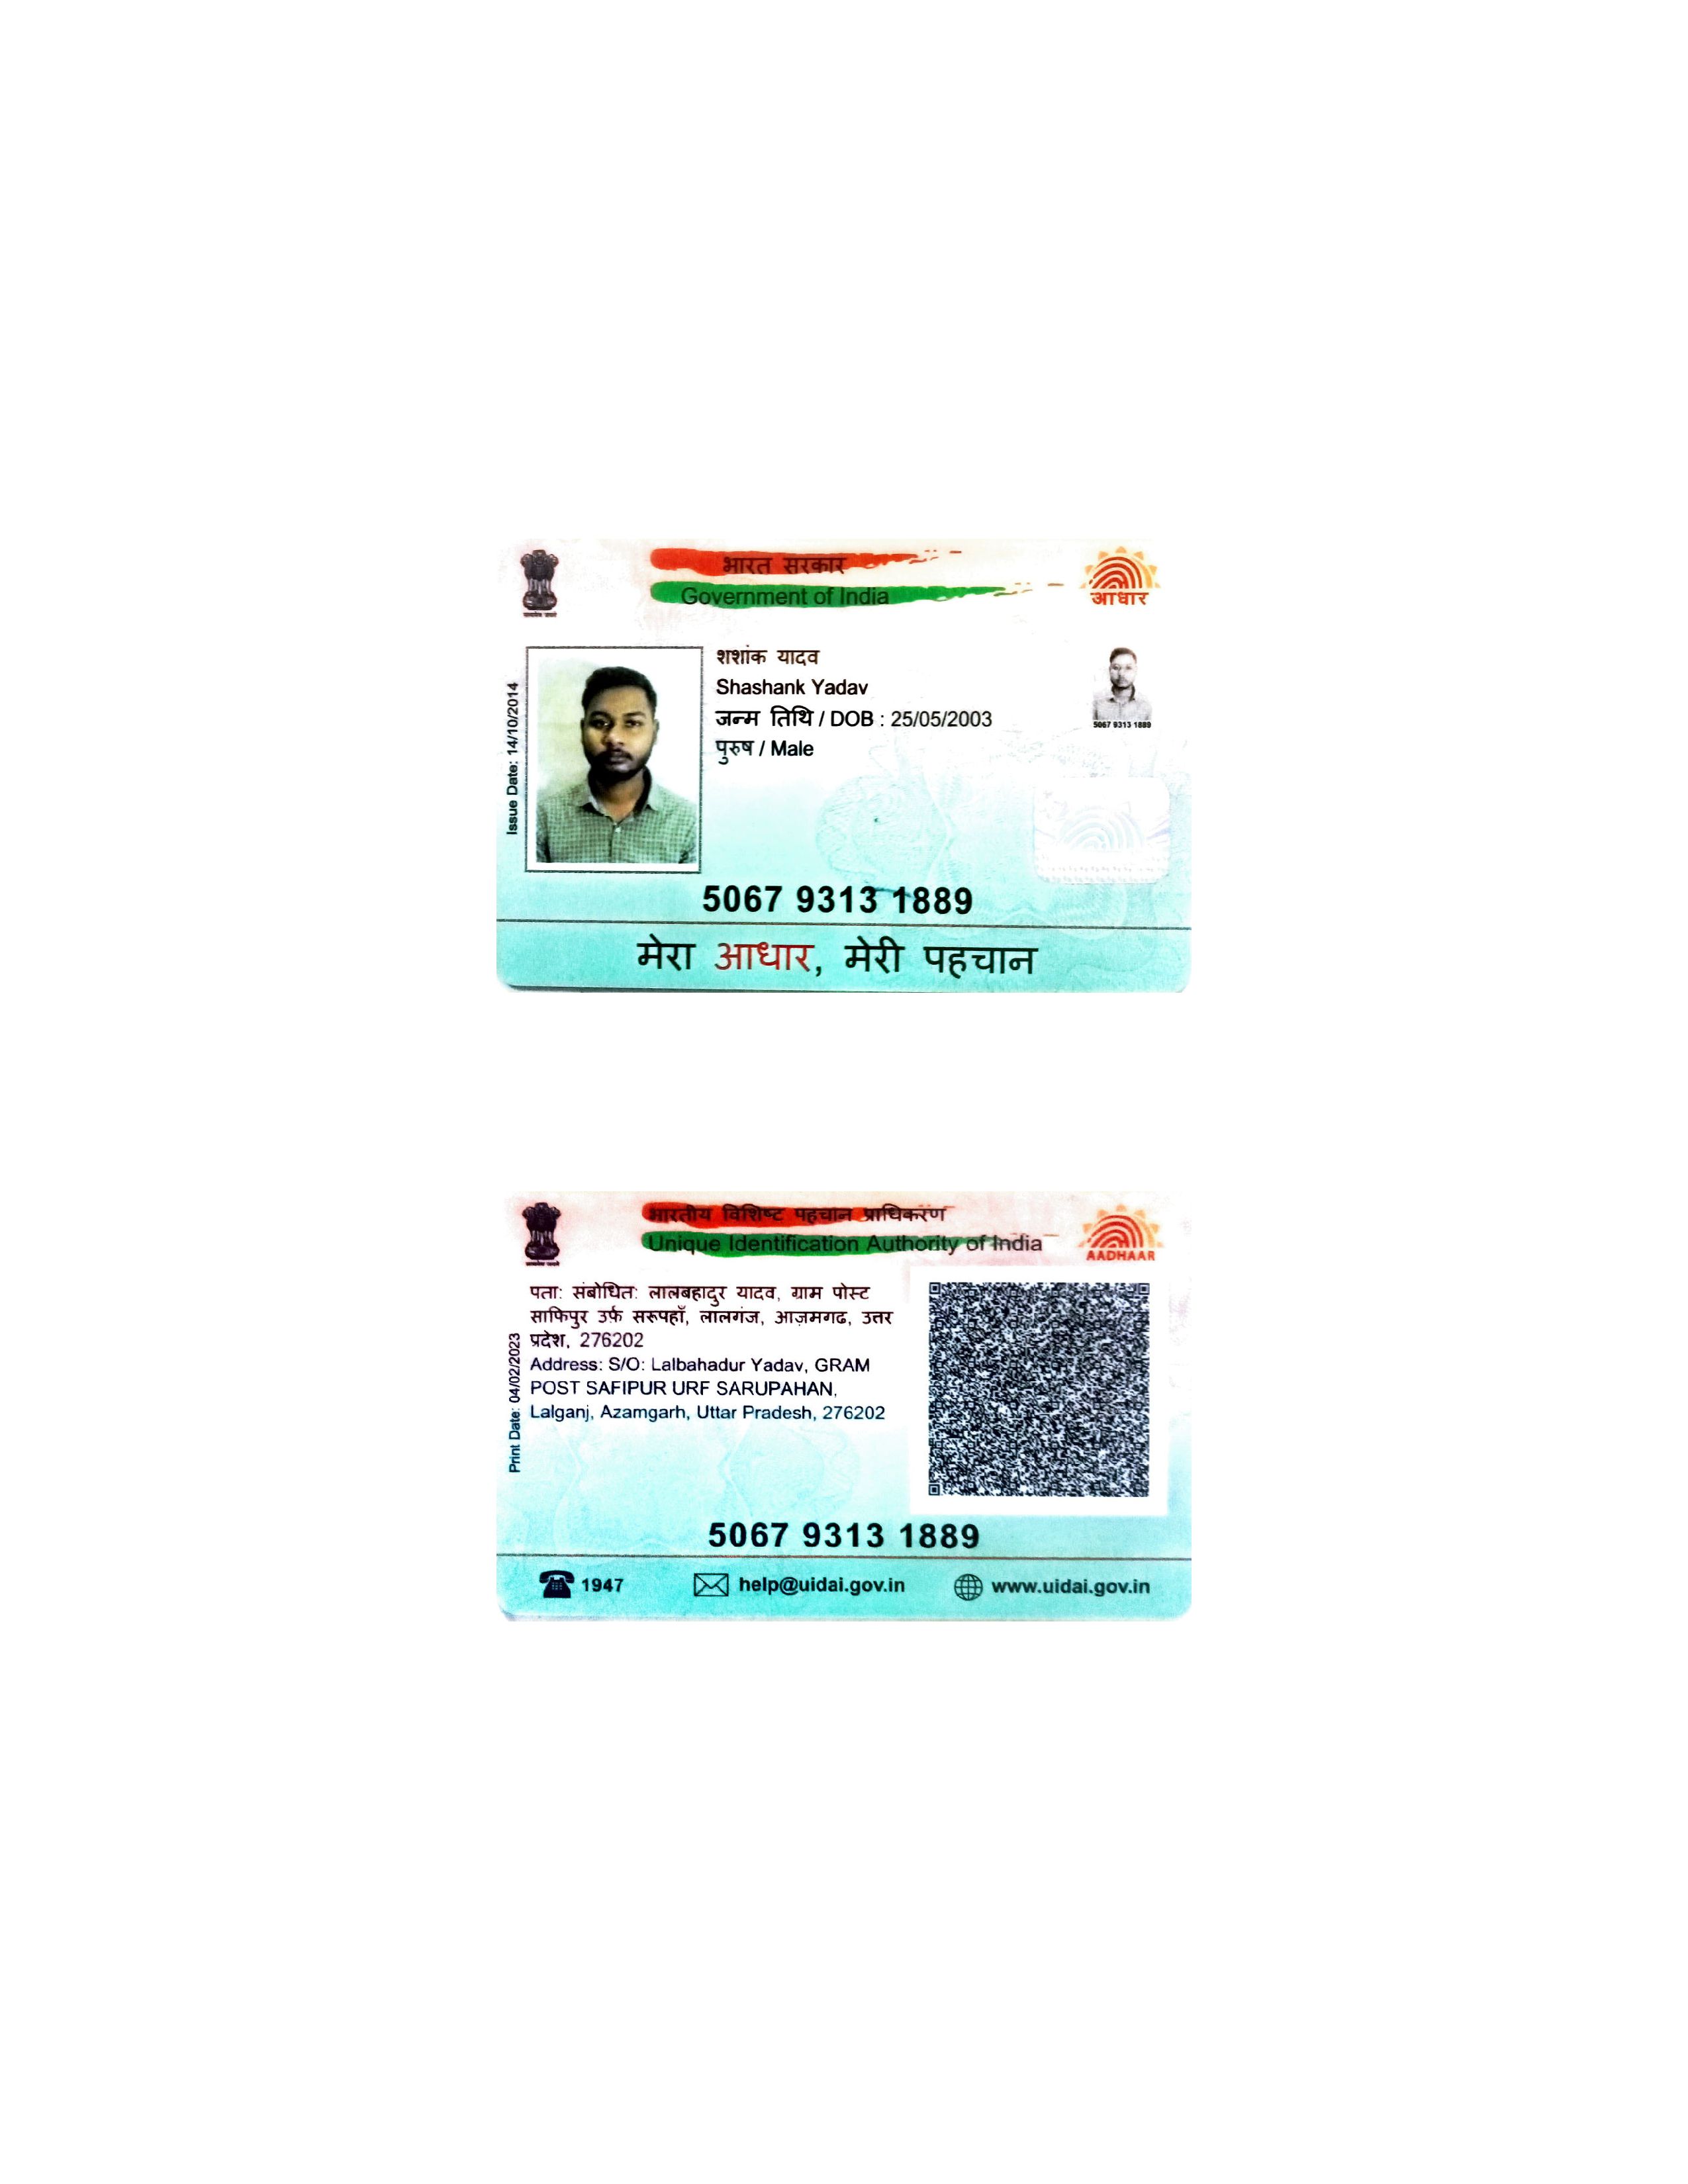 भारत सरकार
Government of India
आधार
Issue Date: 14/10/2014
शशांक यादव
Shashank Yadav
जन्म तिथि / DOB : 25/05/2003
पुरुष / Male
5067 9313 1889
5067 9313 1889
मेरा आधार, मेरी पहचान
भारतीय विशिष्ट पहचान प्राधिकरण
Unique Identification Authority of India
AADHAAR
Print Date: 04/02/2023
पता: संबोधित: लालबहादुर यादव, ग्राम पोस्ट
साफिपुर उर्फ़ सरूपहाँ, लालगंज, आज़मगढ, उत्तर
प्रदेश, 276202
Address: S/O: Lalbahadur Yadav, GRAM
POST SAFIPUR URF SARUPAHAN,
Lalganj, Azamgarh, Uttar Pradesh, 276202
5067 9313 1889
1947
help@uidai.gov.in
www.uidai.gov.in